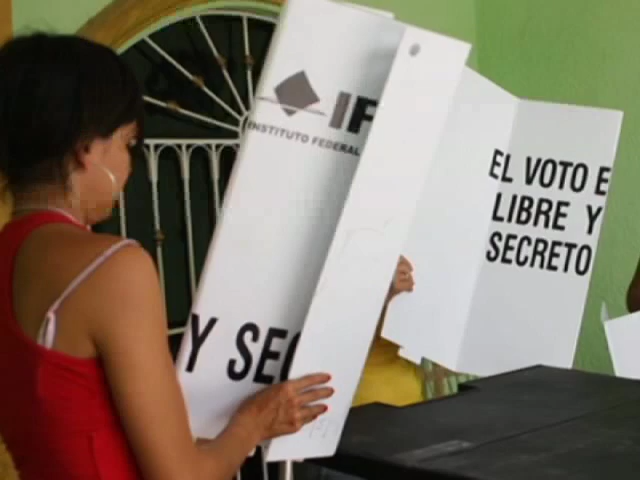 IF
INSTITUTO FEDERAL
Y SEC
EL VOTO E
LIBRE Y
SECRETO